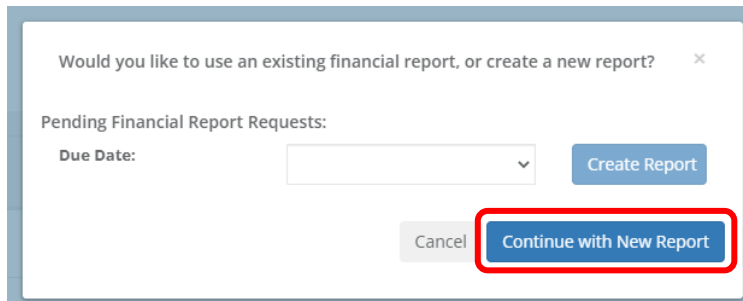 Would you like to use an existing financial report, or create a new report? ×
Pending Financial Report Requests:
Due Date:
Create Report
Cancel
Continue with New Report